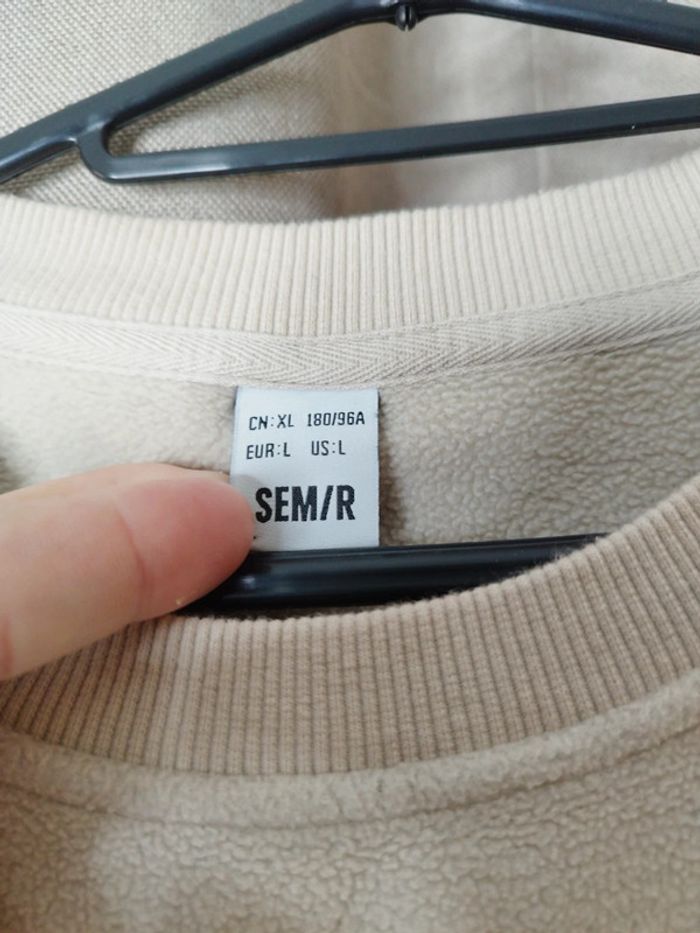 CN:XL 180/96A
EUR:L US:L
SEM/R